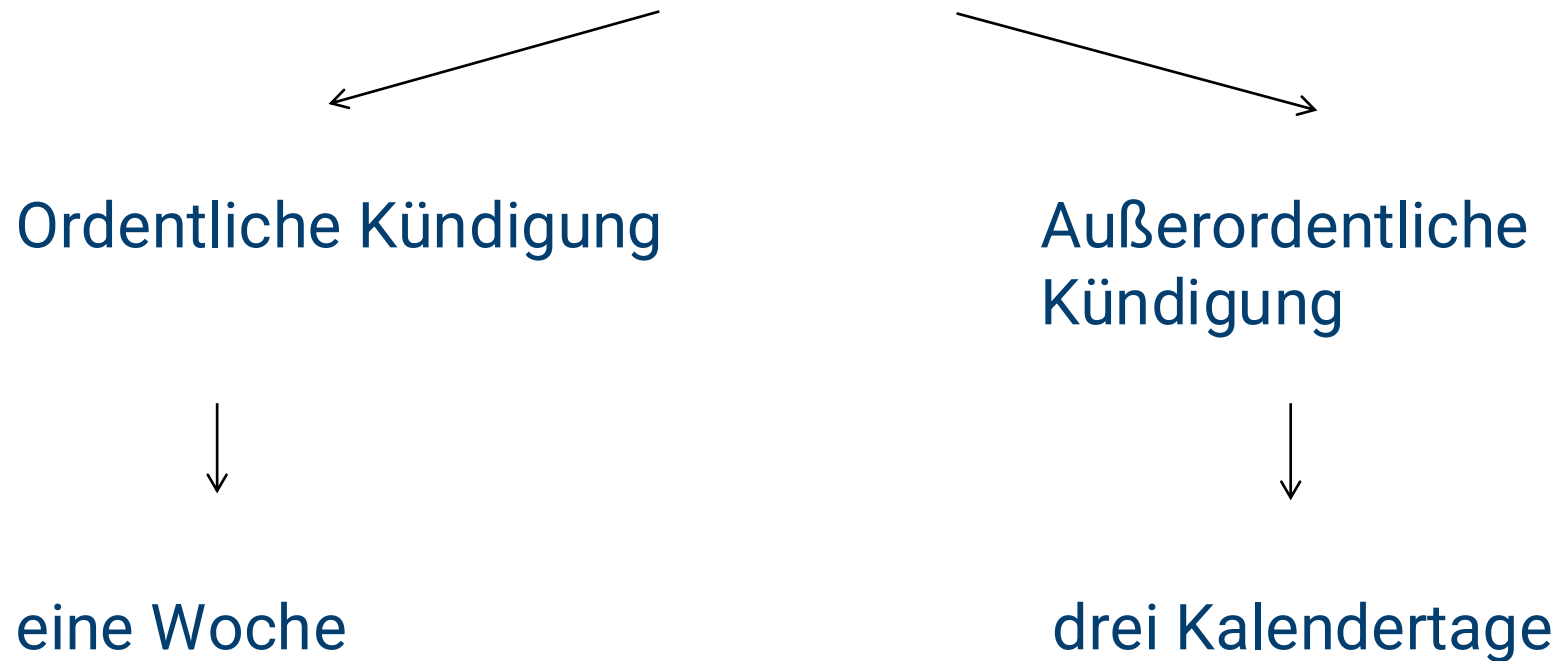 Ordentliche Kündigung
Außerordentliche
Kündigung
eine Woche
drei Kalendertage